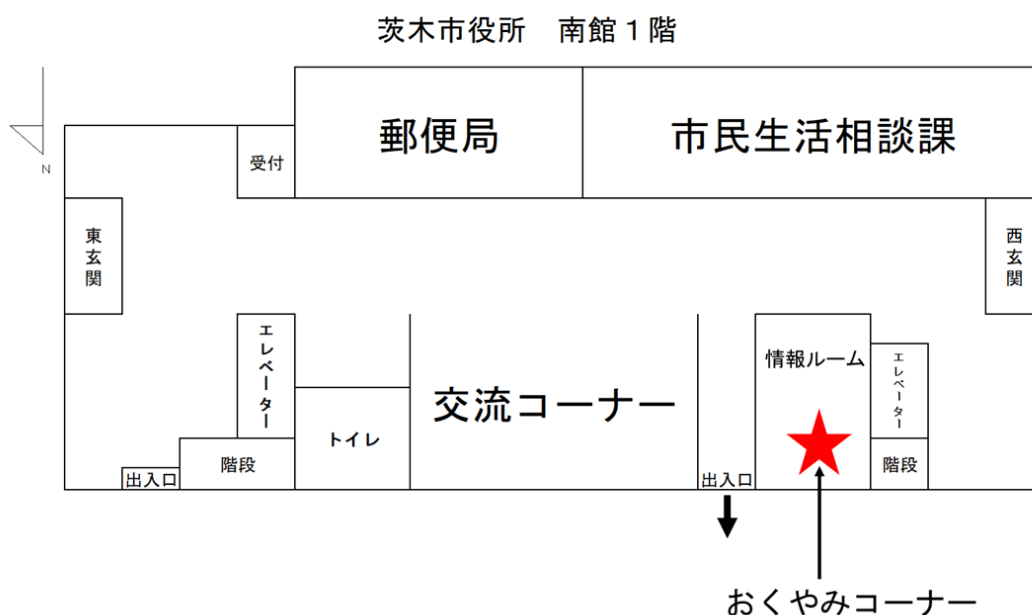 茨木市役所　南館１階
N
郵便局
市民生活相談課
受付
東玄関
西玄関
エレベーター
情報ルーム
エレベーター
交流コーナー
トイレ
階段
階段
出入口
出入口
おくやみコーナー